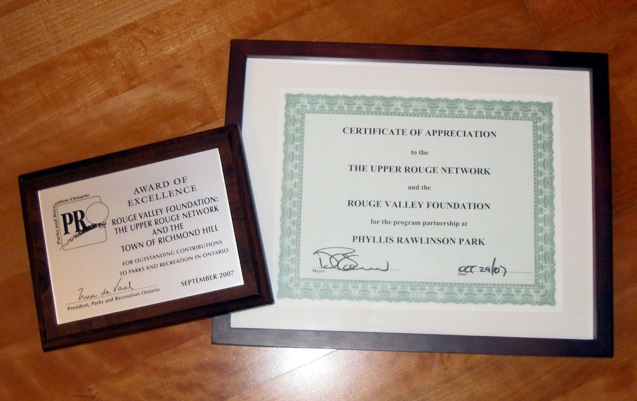 Parks and Recreation Ontario
PRO
AWARD OF
EXCELLENCE
ROUGE VALLEY FOUNDATION:
THE UPPER ROUGE NETWORK
AND THE
TOWN OF RICHMOND HILL
FOR OUTSTANDING CONTRIBUTIONS
TO PARKS AND RECREATION IN ONTARIO
SEPTEMBER 2007
President, Parks and Recreation Ontario
CERTIFICATE OF APPRECIATION
to the
THE UPPER ROUGE NETWORK
and the
ROUGE VALLEY FOUNDATION
for the program partnership at
PHYLLIS RAWLINSON PARK
OCT 29/07
Mayor